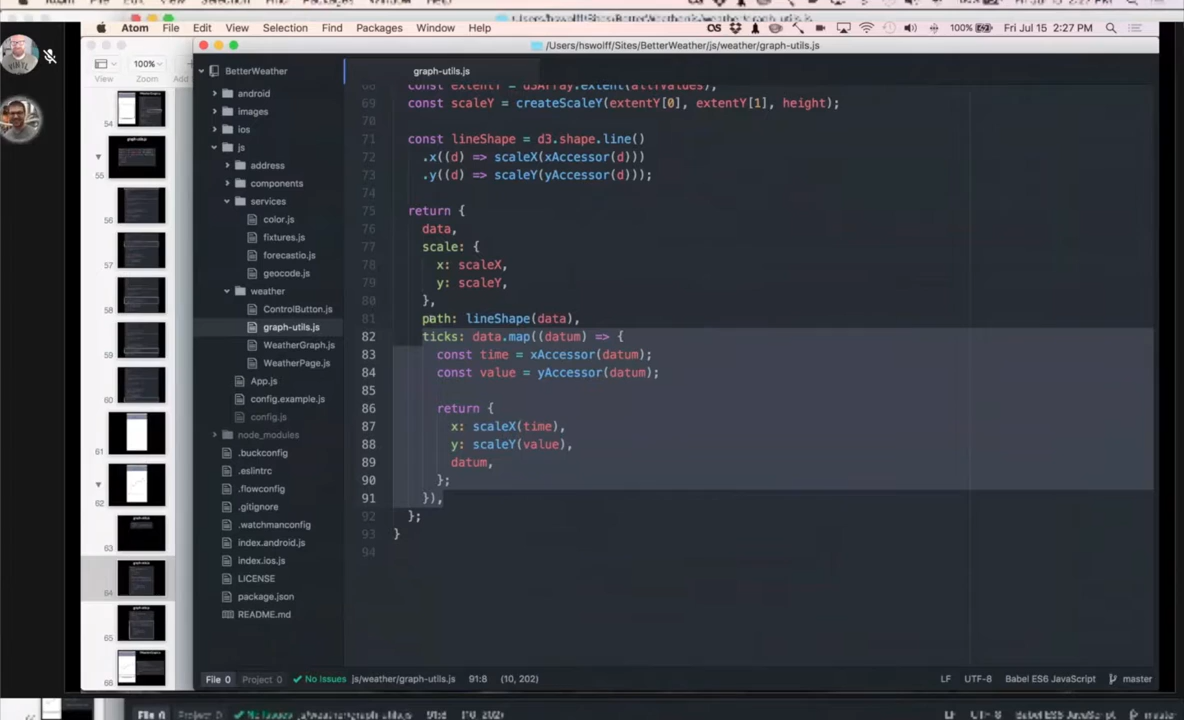 Atom File Edit View Selection Find Packages Window Help
100% Fri Jul 15 2:27 PM
/Users/hswolff/Sites/BetterWeather/js/weather/graph-utils.js
100%
View Zoom Add
BetterWeather
android
images
ios
js
address
components
services
color.js
fixtures.js
forecastio.js
geocode.js
weather
ControlButton.js
graph-utils.js
WeatherGraph.js
WeatherPage.js
App.js
config.example.js
config.js
node_modules
.buckconfig
.eslintrc
.flowconfig
.gitignore
.watchmanconfig
index.android.js
index.ios.js
LICENSE
package.json
README.md
54
55
56
57
58
59
60
61
62
63
64
65
66
graph-utils.js
68 const extentY = d3Array.extent(allYValues);
69 const scaleY = createScaleY(extentY[0], extentY[1], height);
70
71 const lineShape = d3.shape.line()
72 .x((d) => scaleX(xAccessor(d)))
73 .y((d) => scaleY(yAccessor(d)));
74
75 return {
76 data,
77 scale: {
78 x: scaleX,
79 y: scaleY,
80 },
81 path: lineShape(data),
82 ticks: data.map((datum) => {
83 const time = xAccessor(datum);
84 const value = yAccessor(datum);
85
86 return {
87 x: scaleX(time),
88 y: scaleY(value),
89 datum,
90 };
91 }),
92 };
93 }
94
File 0 Project 0 No Issues js/weather/graph-utils.js 91:8 (10, 202) LF UTF-8 Babel ES6 JavaScript master